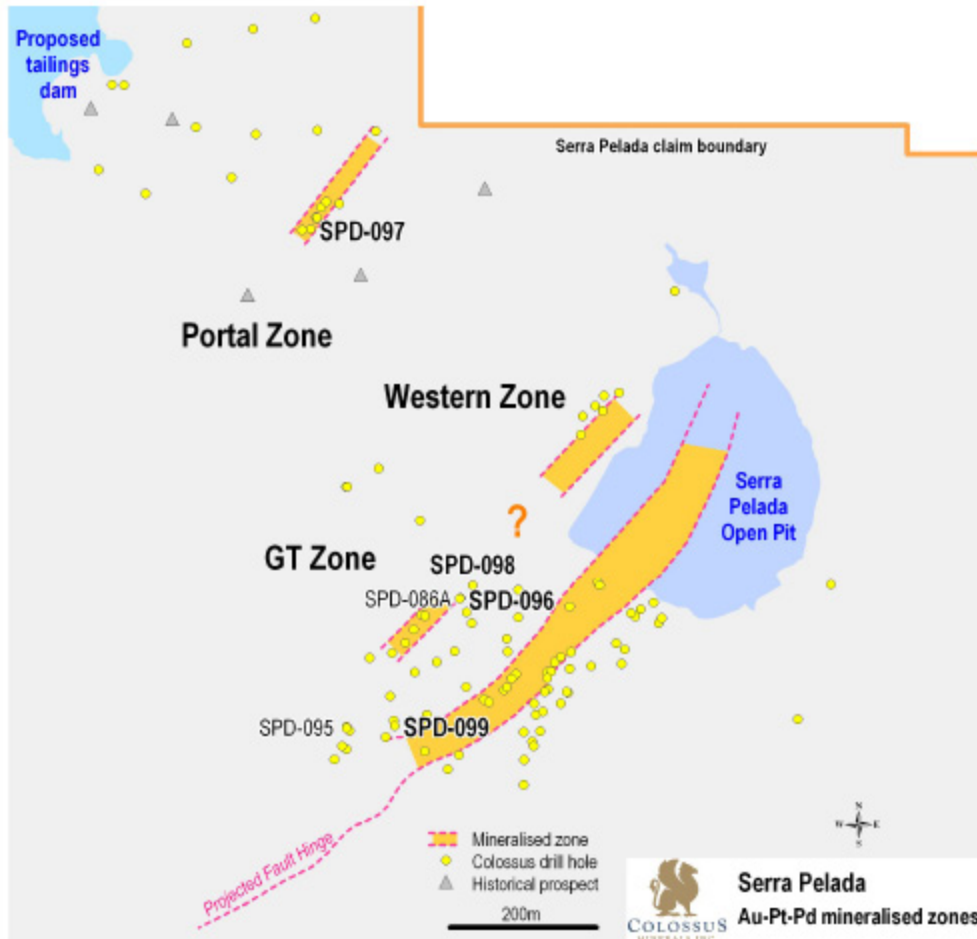 Proposed
tailings
dam
Serra Pelada claim boundary
SPD-097
Portal Zone
Western Zone
Serra
Pelada
Open Pit
?
GT Zone
SPD-098
SPD-086A
SPD-096
SPD-095
SPD-099
Projected Fault Hinge
Mineralised zone
Colossus drill hole
Historical prospect
200m
N
W
E
S
COLOSSUS
MINERALS INC.
Serra Pelada
Au-Pt-Pd mineralised zones